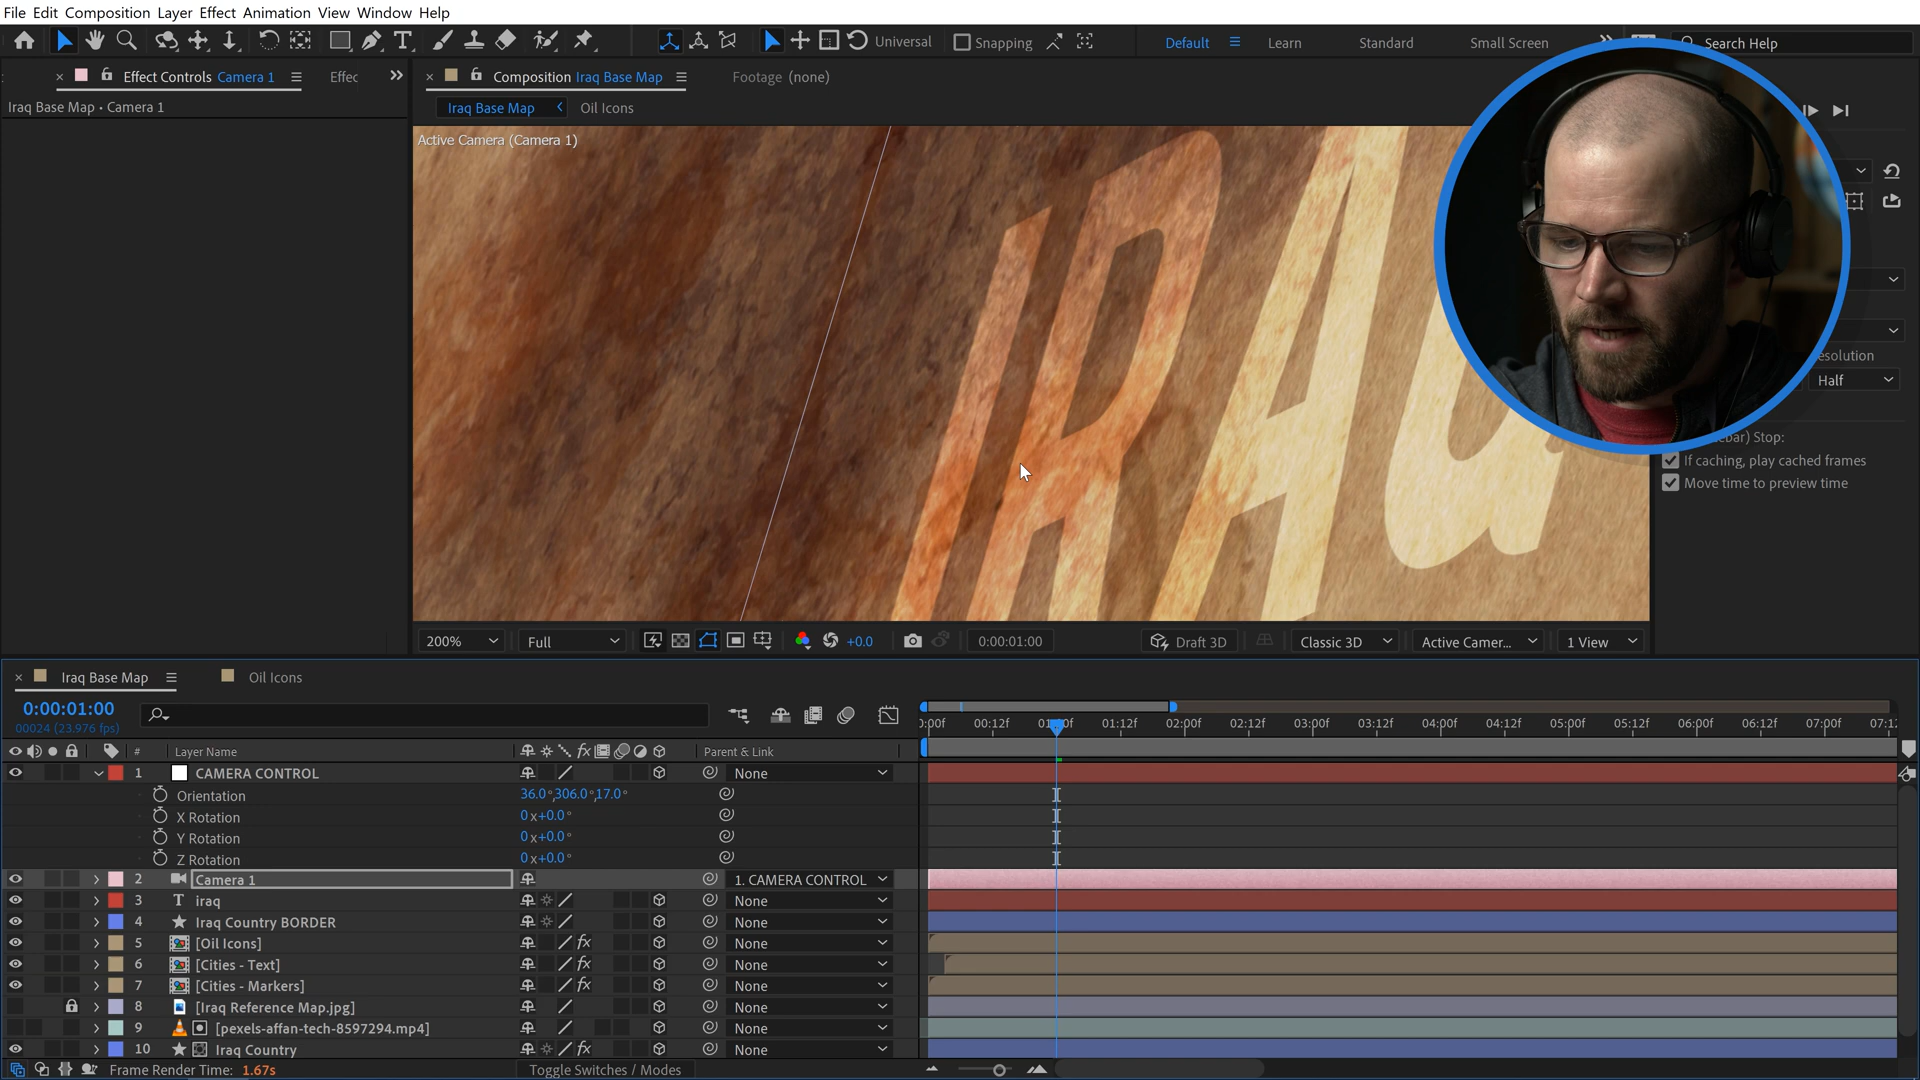 File Edit Composition Layer Effect Animation View Window Help
Universal
Snapping
Default
Learn
Standard
Small Screen
Search Help
Effect Controls Camera 1
Effec
Composition Iraq Base Map
Footage (none)
Iraq Base Map • Camera 1
Iraq Base Map
Oil Icons
Active Camera (Camera 1)
IRAQ
esolution
Half
ebar) Stop:
If caching, play cached frames
Move time to preview time
200%
Full
+0.0
0:00:01:00
Draft 3D
Classic 3D
Active Camer...
1 View
Iraq Base Map
Oil Icons
0:00:01:00
00024 (23.976 fps)
0:00f 00:12f 01:00f 01:12f 02:00f 02:12f 03:00f 03:12f 04:00f 04:12f 05:00f 05:12f 06:00f 06:12f 07:00f 07:12
# Layer Name fx Parent & Link
1 CAMERA CONTROL None
Orientation 36.0°,306.0°,17.0°
X Rotation 0x+0.0°
Y Rotation 0x+0.0°
Z Rotation 0x+0.0°
2 Camera 1 1. CAMERA CONTROL
3 T iraq None
4 Iraq Country BORDER None
5 [Oil Icons] fx None
6 [Cities - Text] fx None
7 [Cities - Markers] fx None
8 [Iraq Reference Map.jpg] None
9 [pexels-affan-tech-8597294.mp4] None
10 Iraq Country fx None
Frame Render Time: 1.67s
Toggle Switches / Modes